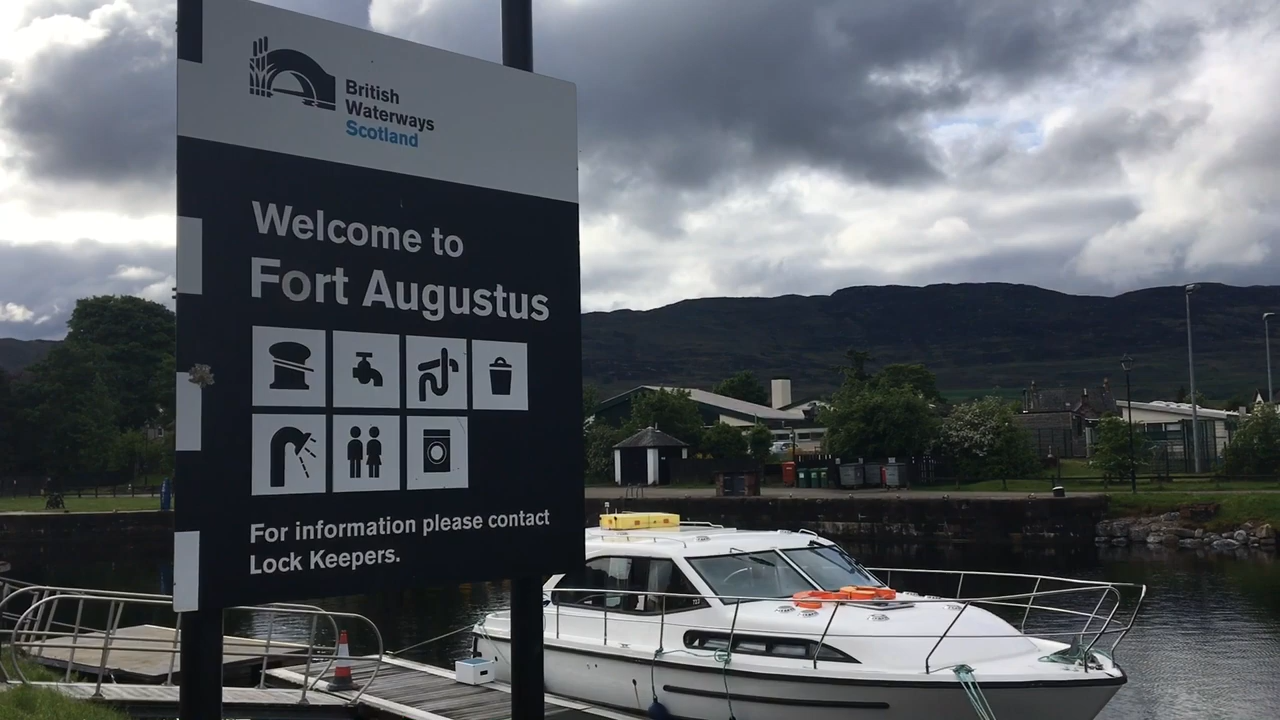 British
Waterways
Scotland
Welcome to
Fort Augustus
For information please contact
Lock Keepers.